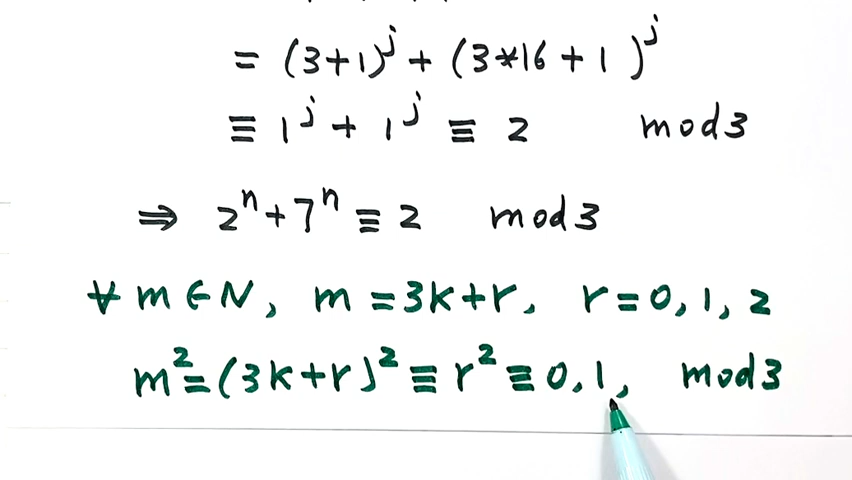 = (3+1)^j + (3*16+1)^j
≡ 1^j + 1^j ≡ 2 mod3
⇒ 2^n+7^n ≡ 2 mod3
∀ m∈N, m=3k+r, r=0,1,2
m^2=(3k+r)^2≡r^2≡0,1, mod3